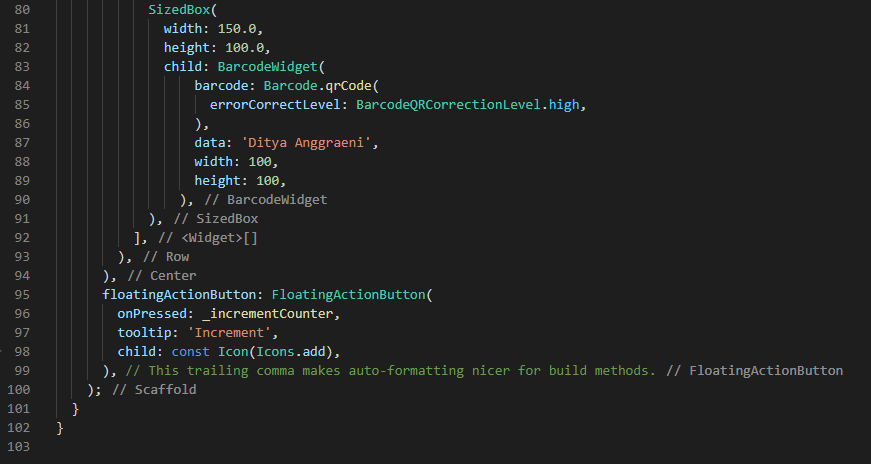 80 SizedBox(
81 width: 150.0,
82 height: 100.0,
83 child: BarcodeWidget(
84 barcode: Barcode.qrCode(
85 errorCorrectLevel: BarcodeQRCorrectionLevel.high,
86 ),
87 data: 'Ditya Anggraeni',
88 width: 100,
89 height: 100,
90 ), // BarcodeWidget
91 ), // SizedBox
92 ], // <Widget>[]
93 ), // Row
94 ), // Center
95 floatingActionButton: FloatingActionButton(
96 onPressed: _incrementCounter,
97 tooltip: 'Increment',
98 child: const Icon(Icons.add),
99 ), // This trailing comma makes auto-formatting nicer for build methods. // FloatingActionButton
100 ); // Scaffold
101 }
102 }
103